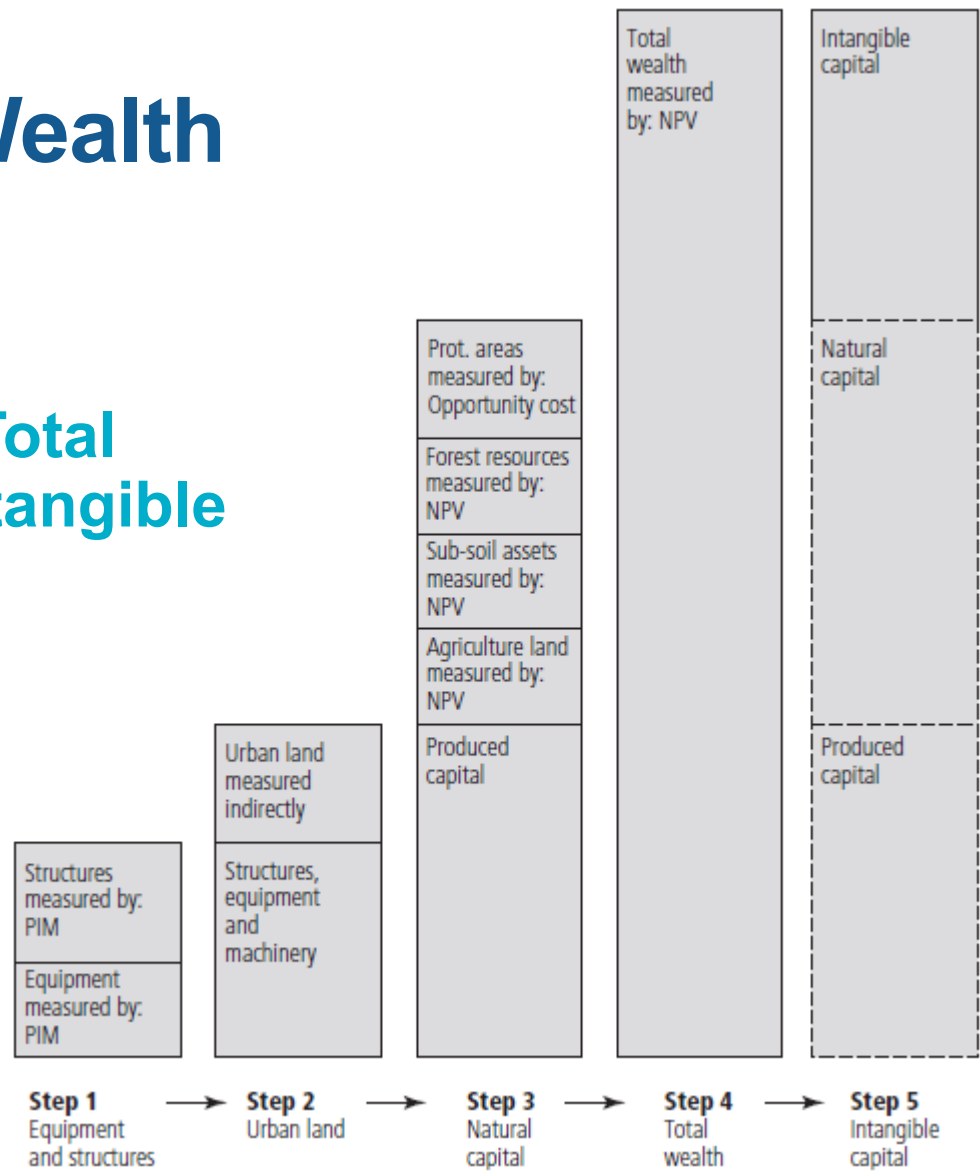 Wealth
Total
tangible
Structures
measured by:
PIM
Equipment
measured by:
PIM
Urban land
measured
indirectly
Structures,
equipment
and
machinery
Prot. areas
measured by:
Opportunity cost
Forest resources
measured by:
NPV
Sub-soil assets
measured by:
NPV
Agriculture land
measured by:
NPV
Produced
capital
Total
wealth
measured
by: NPV
Intangible
capital
Natural
capital
Produced
capital
Step 1
Equipment
and structures
Step 2
Urban land
Step 3
Natural
capital
Step 4
Total
wealth
Step 5
Intangible
capital